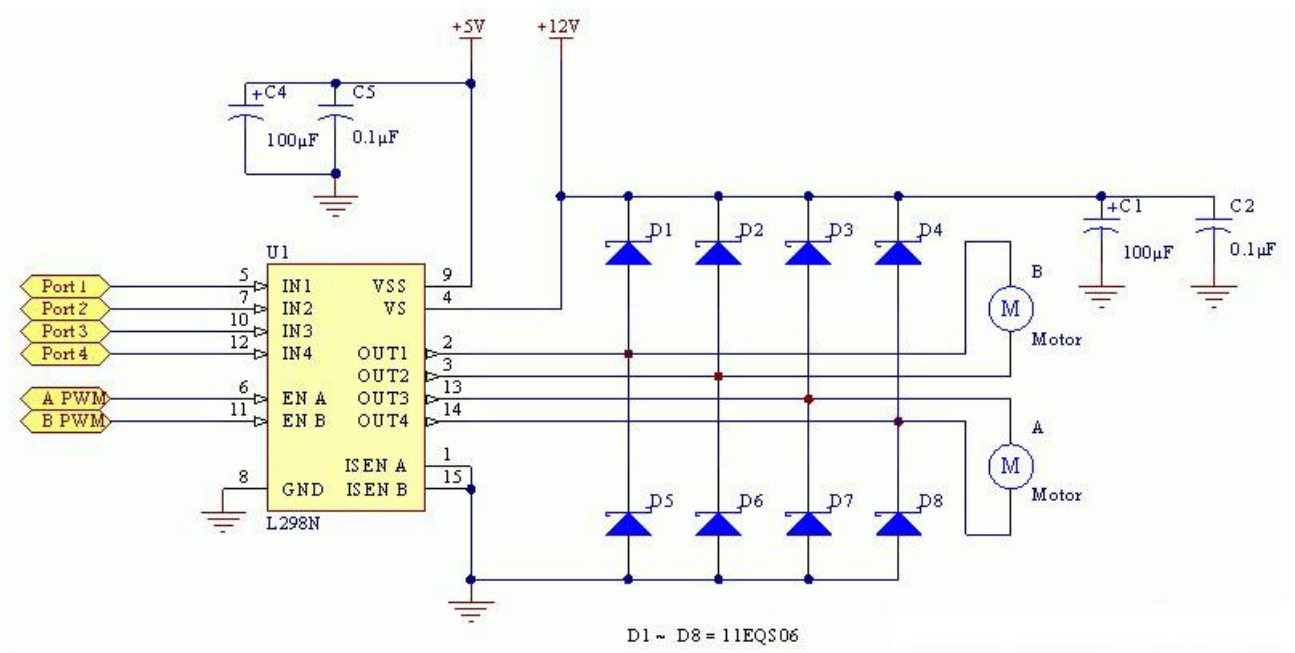 +5V
+12V
+C4
C5
100µF
0.1µF
D1
D2
D3
D4
+C1
C2
100µF
0.1µF
U1
Port 1
5
IN1
VSS
9
Port 2
7
IN2
VS
4
Port 3
10
IN3
Port 4
12
IN4
OUT1
2
OUT2
3
A PWM
6
EN A
OUT3
13
B PWM
11
EN B
OUT4
14
B
M
Motor
A
M
Motor
ISEN A
1
8
GND
ISEN B
15
L298N
D5
D6
D7
D8
D1 ~ D8 = 11EQS06